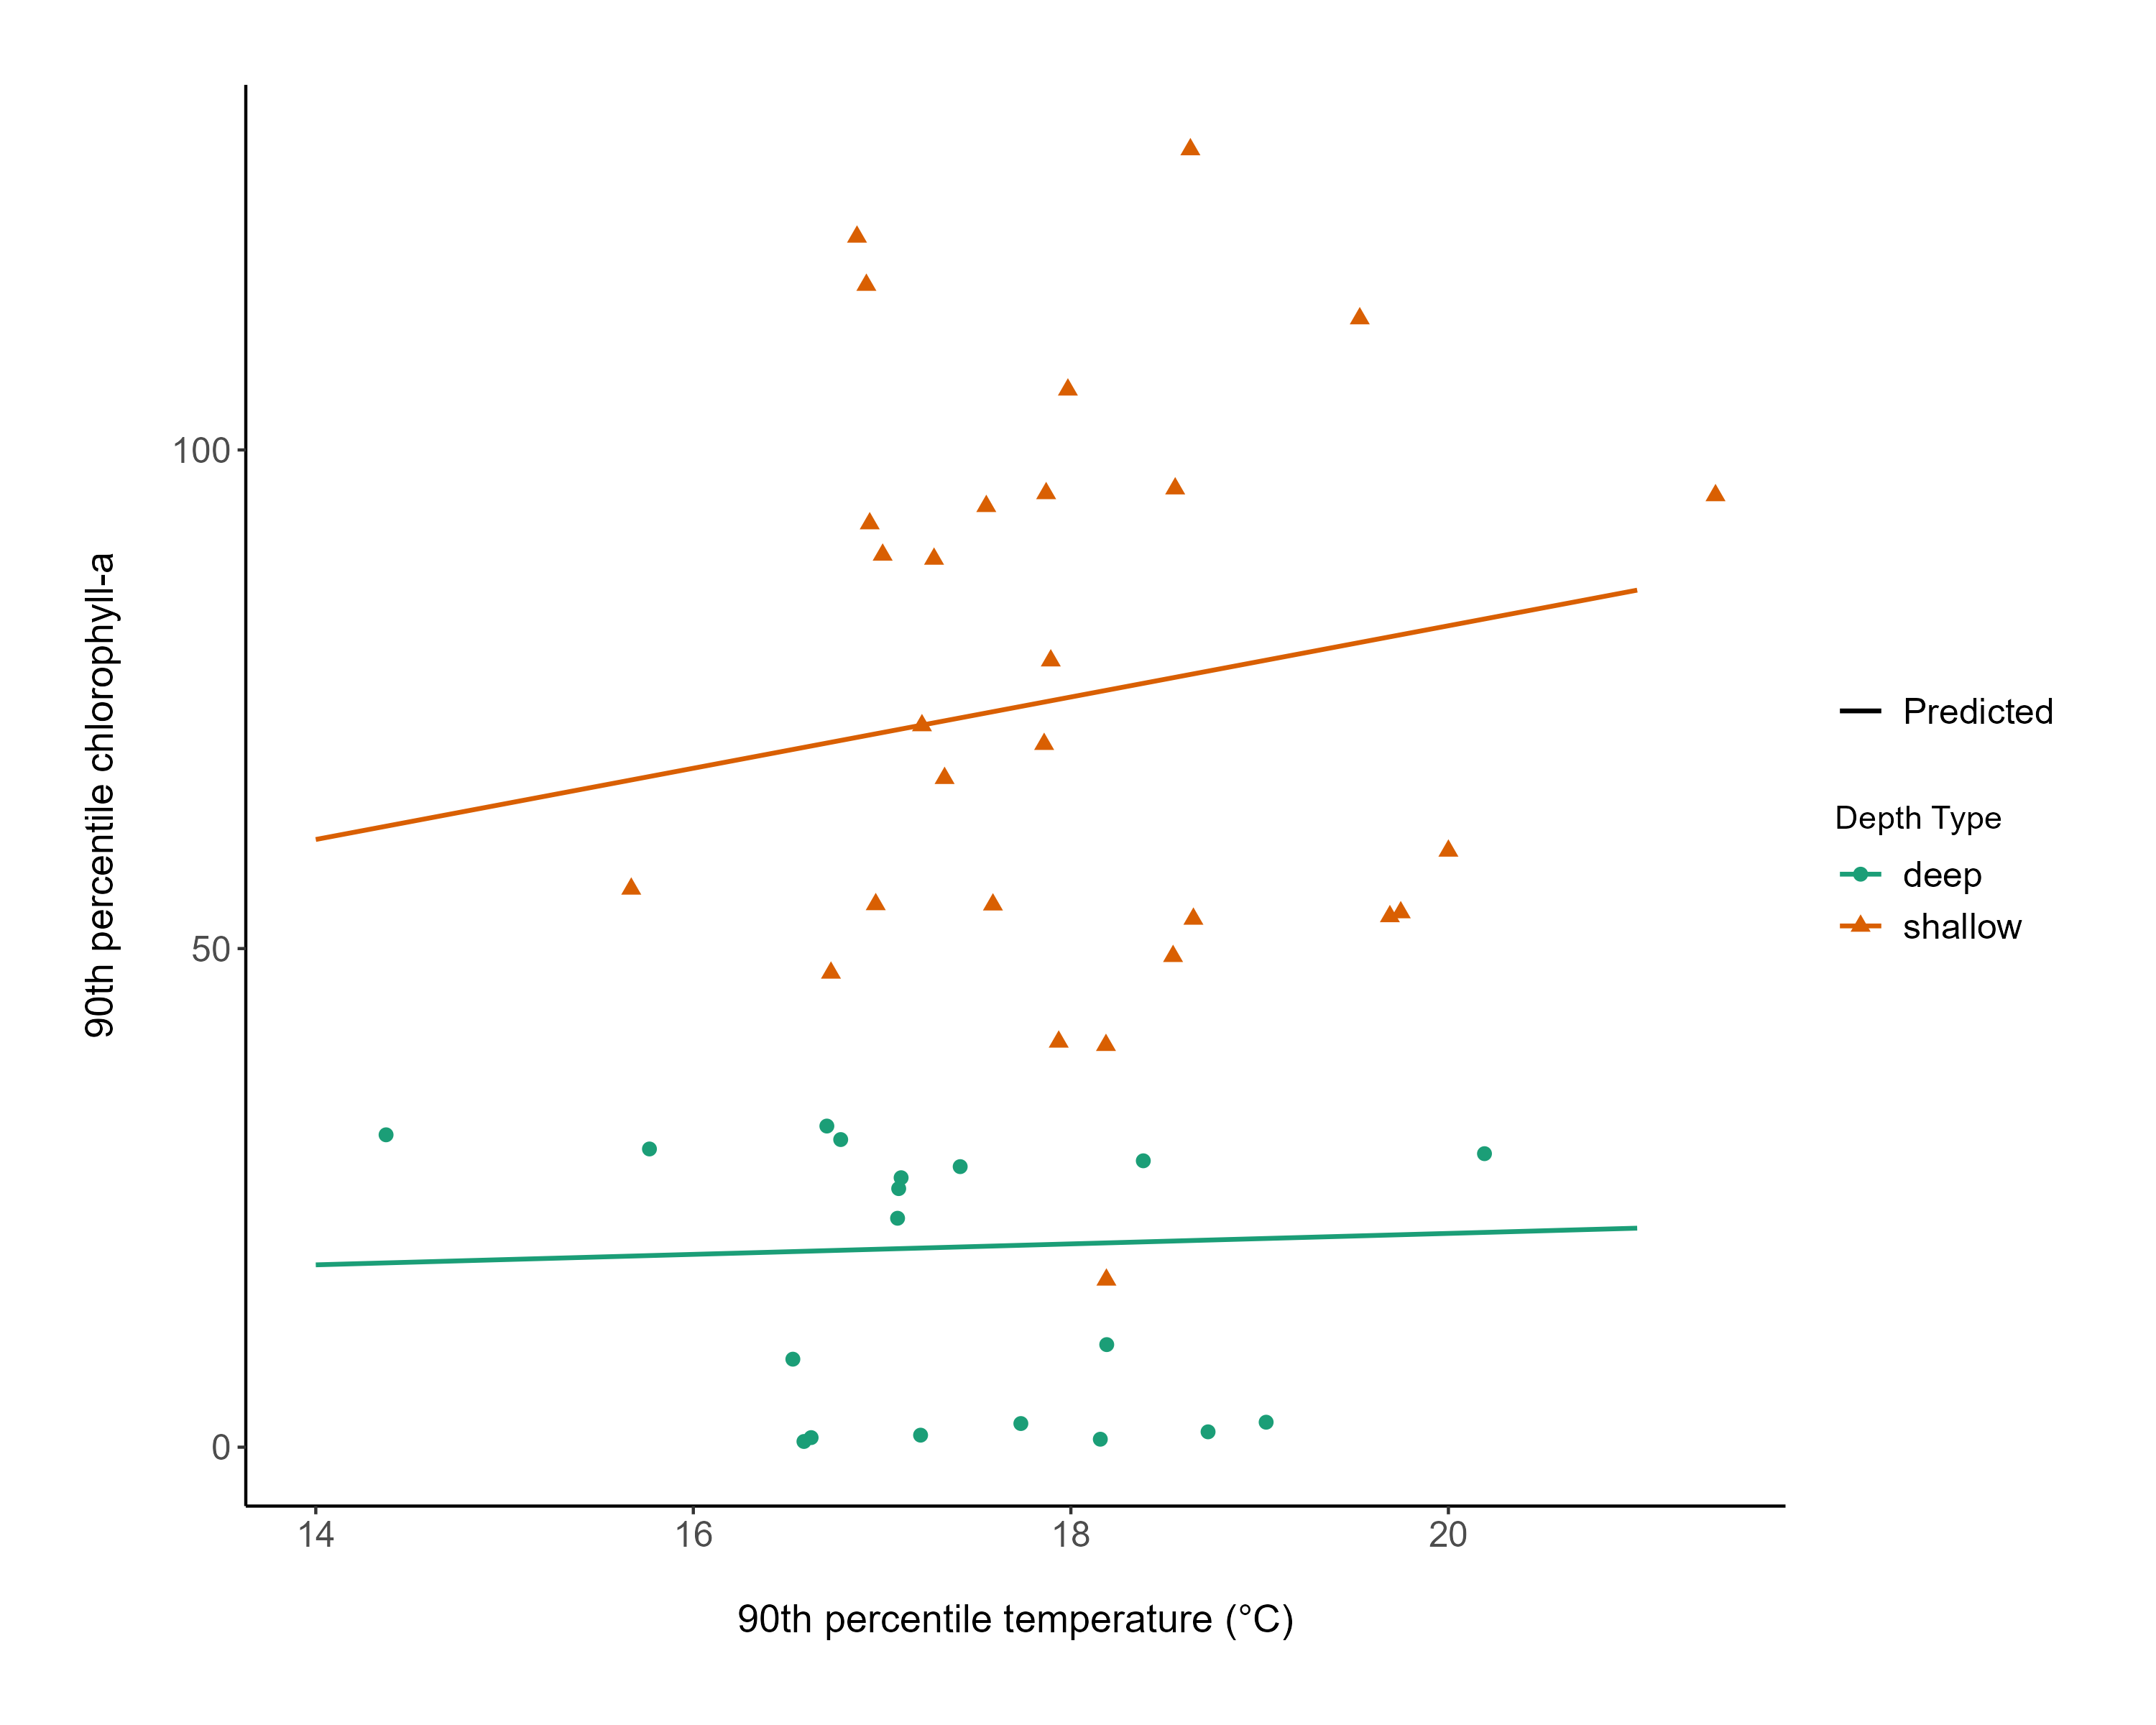 90th percentile chlorophyll-a
100
50
0
14
16
18
20
90th percentile temperature (°C)
Predicted
Depth Type
deep
shallow